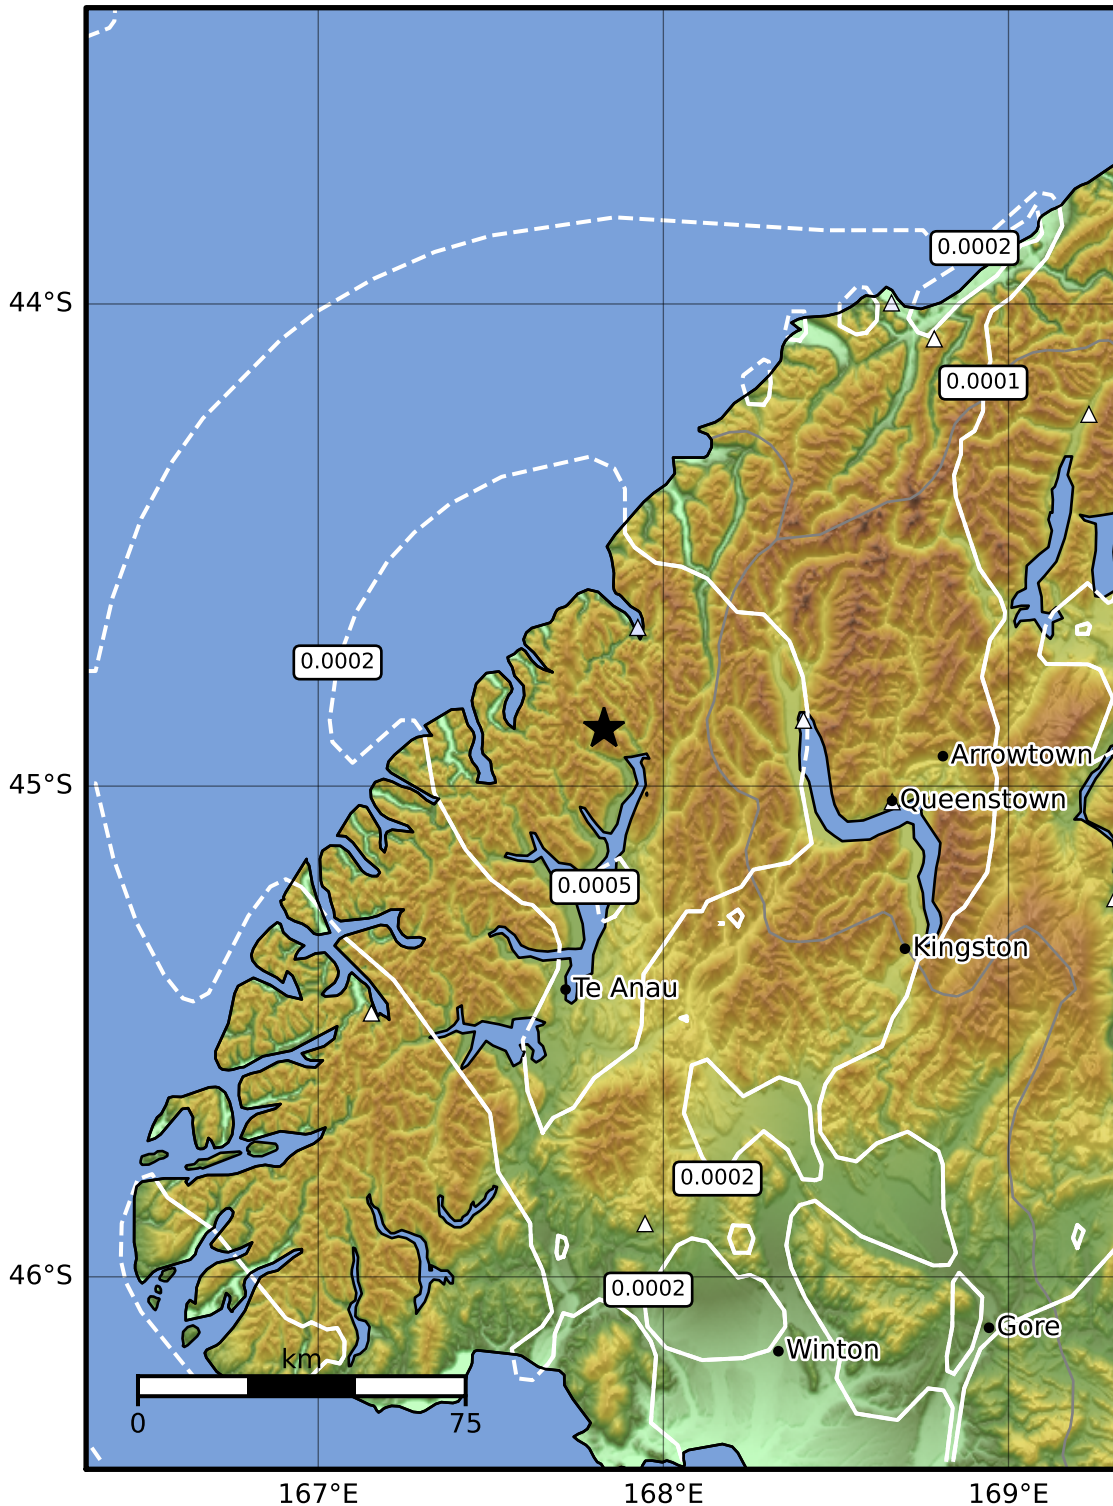 0.0002
44°S
0.0001
0.0002
Arrowtown
45°S
Queenstown
0.0005
Kingston
Te Anau
0.0002
46°S
0.0002
Gore
Winton
km
0
75
167°E
168°E
169°E